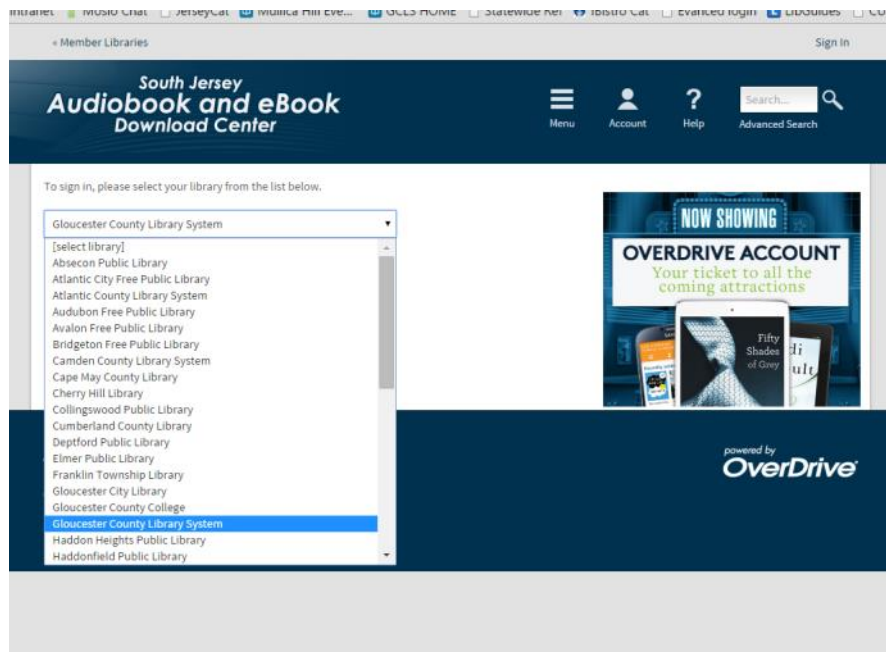 Music Chat JerseyCat Mullica Hill Eve... GCLS HOME Statewide Ref iBistro Cat Evanced login LibGuides
« Member Libraries
Sign In
South Jersey
Audiobook and eBook
Download Center
Menu
Account
?
Help
Search...
Advanced Search
To sign in, please select your library from the list below.
Gloucester County Library System
[select library]
Absecon Public Library
Atlantic City Free Public Library
Atlantic County Library System
Audubon Free Public Library
Avalon Free Public Library
Bridgeton Free Public Library
Camden County Library System
Cape May County Library
Cherry Hill Library
Collingswood Public Library
Cumberland County Library
Deptford Public Library
Elmer Public Library
Franklin Township Library
Gloucester City Library
Gloucester County College
Gloucester County Library System
Haddon Heights Public Library
Haddonfield Public Library
NOW SHOWING
OVERDRIVE ACCOUNT
Your ticket to all the
coming attractions
Fifty
Shades
of Grey
powered by
OverDrive